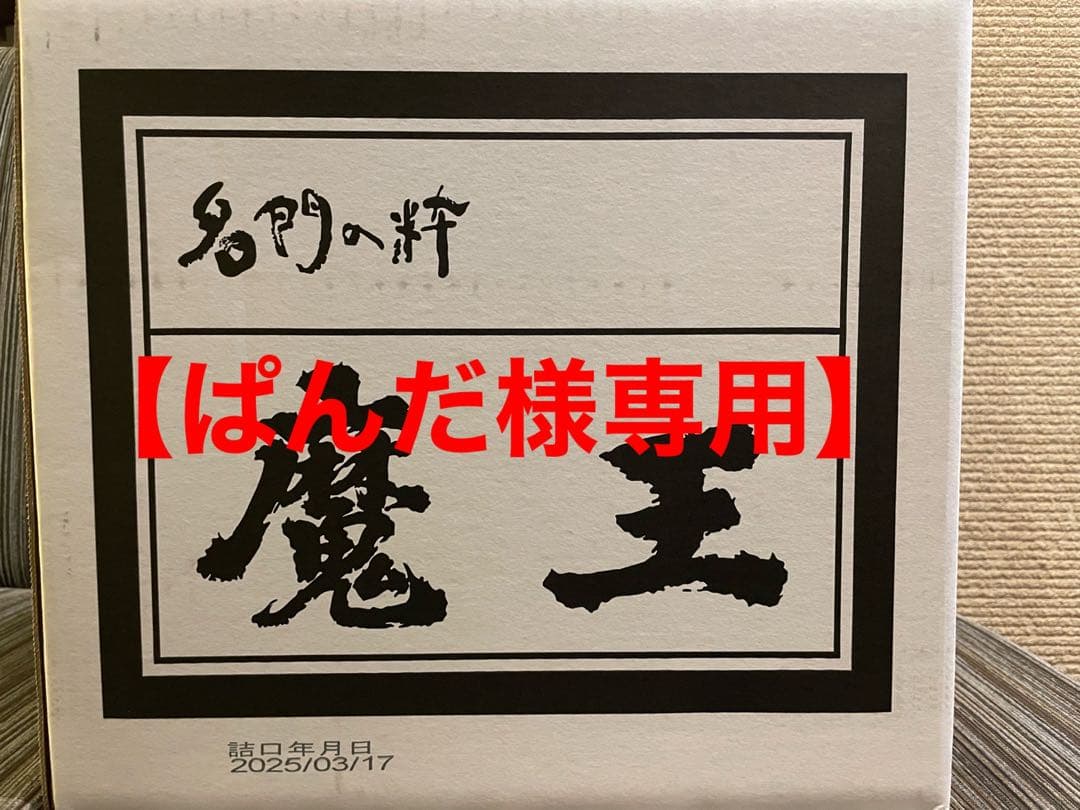 名門の粋
【ぱんだ様専用】
魔王
詰口年月日
2025/03/17